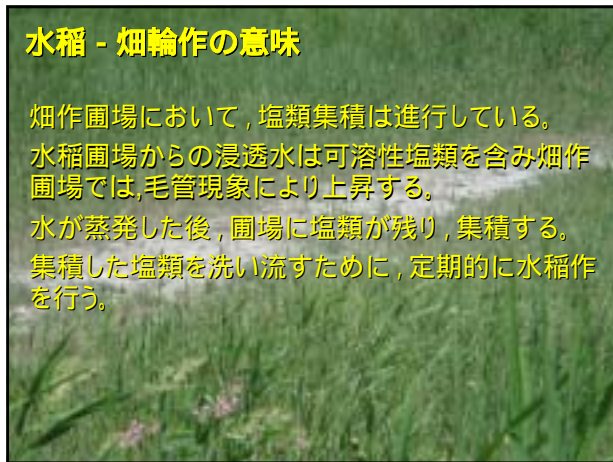 水稲 - 畑輪作の意味
畑作圃場において , 塩類集積は進行している。
水稲圃場からの浸透水は可溶性塩類を含み畑作
圃場では,毛管現象により上昇する。
水が蒸発した後 , 圃場に塩類が残り , 集積する。
集積した塩類を洗い流すために , 定期的に水稲作
を行う。